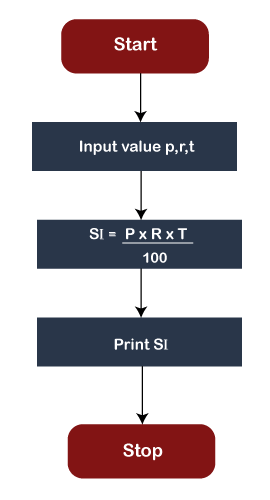 Start
Input value p,r,t
SI = P x R x T
100
Print SI
Stop